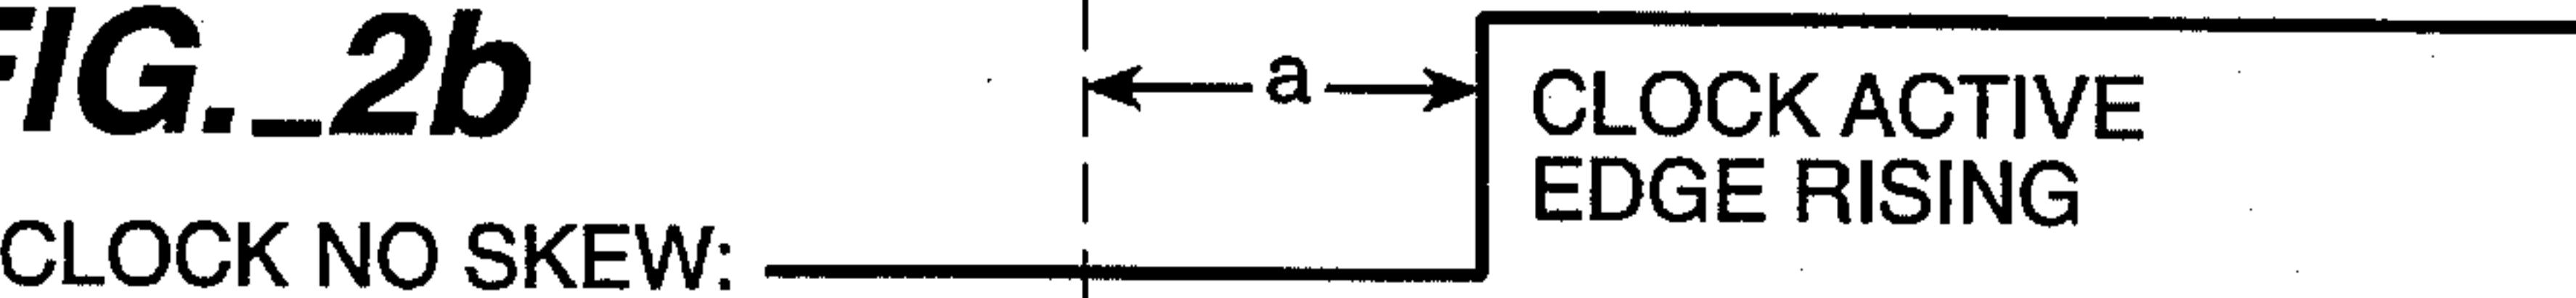 FIG._2b
a
CLOCK ACTIVE
EDGE RISING
CLOCK NO SKEW: